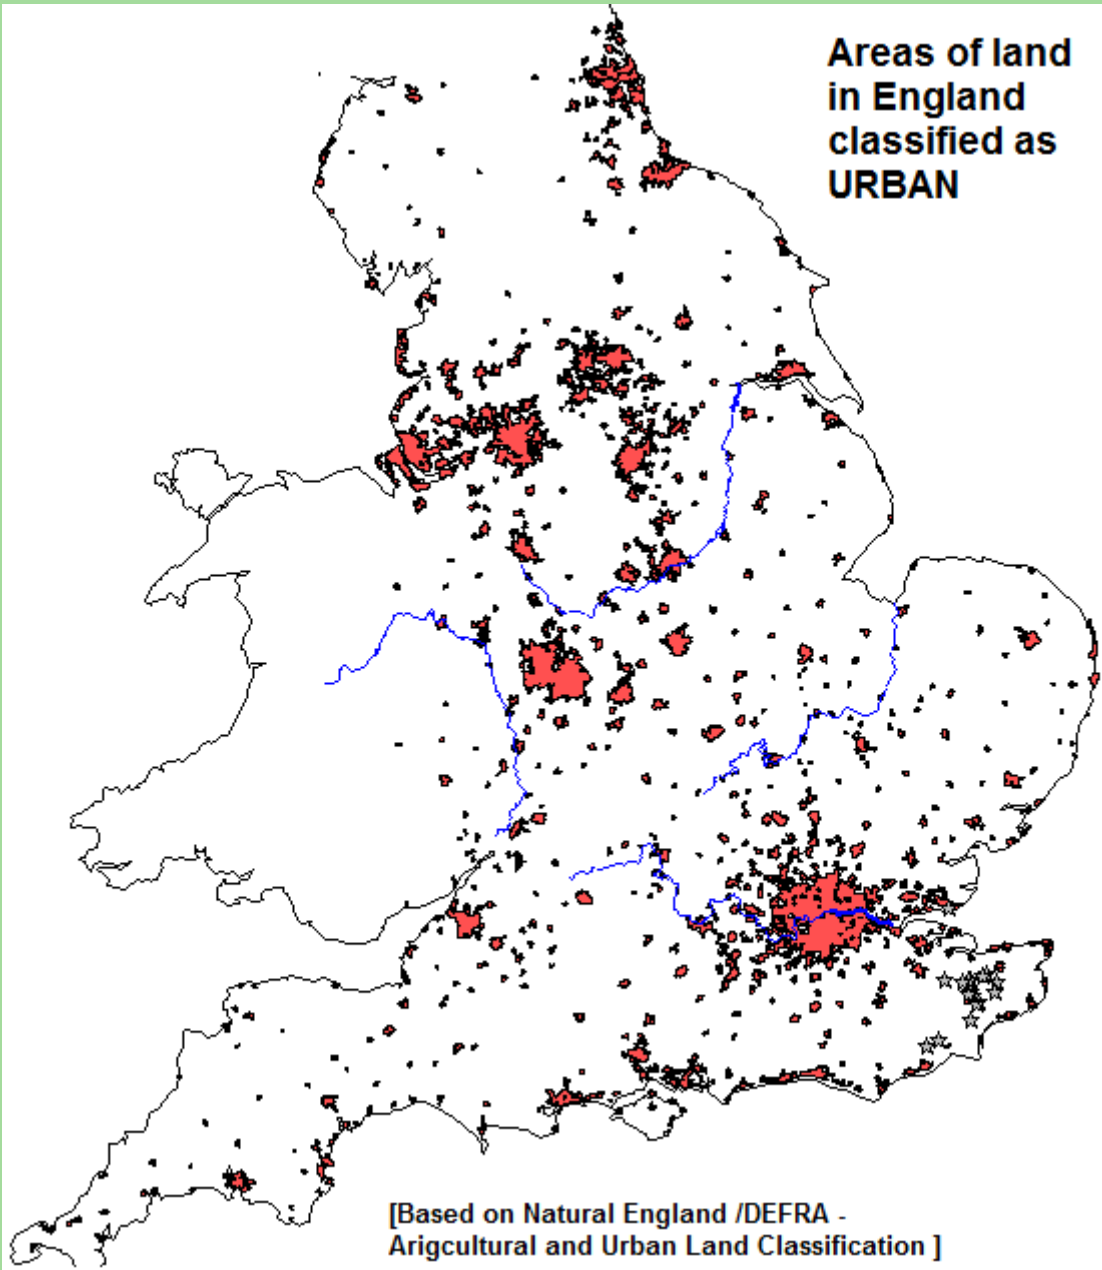 Areas of land
in England
classified as
URBAN
[Based on Natural England /DEFRA -
Arigcultural and Urban Land Classification ]